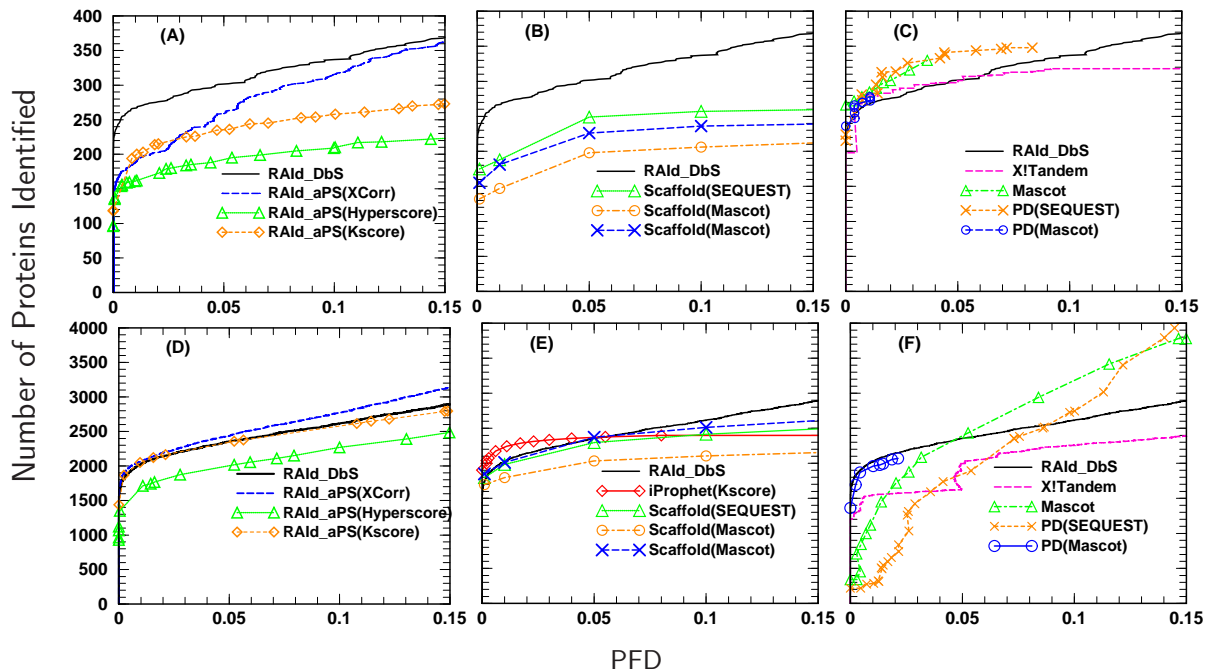 Number of Proteins Identified
400
350
300
250
200
150
100
50
0
(A)
RAId_DbS
RAId_aPS(XCorr)
RAId_aPS(Hyperscore)
RAId_aPS(Kscore)
0 0.05 0.1 0.15
(B)
RAId_DbS
Scaffold(SEQUEST)
Scaffold(Mascot)
Scaffold(Mascot)
0 0.05 0.1 0.15
(C)
RAId_DbS
X!Tandem
Mascot
PD(SEQUEST)
PD(Mascot)
0 0.05 0.1 0.15
4000
3500
3000
2500
2000
1500
1000
500
0
(D)
RAId_DbS
RAId_aPS(XCorr)
RAId_aPS(Hyperscore)
RAId_aPS(Kscore)
0 0.05 0.1 0.15
(E)
RAId_DbS
iProphet(Kscore)
Scaffold(SEQUEST)
Scaffold(Mascot)
Scaffold(Mascot)
0 0.05 0.1 0.15
(F)
RAId_DbS
X!Tandem
Mascot
PD(SEQUEST)
PD(Mascot)
0 0.05 0.1 0.15
PFD